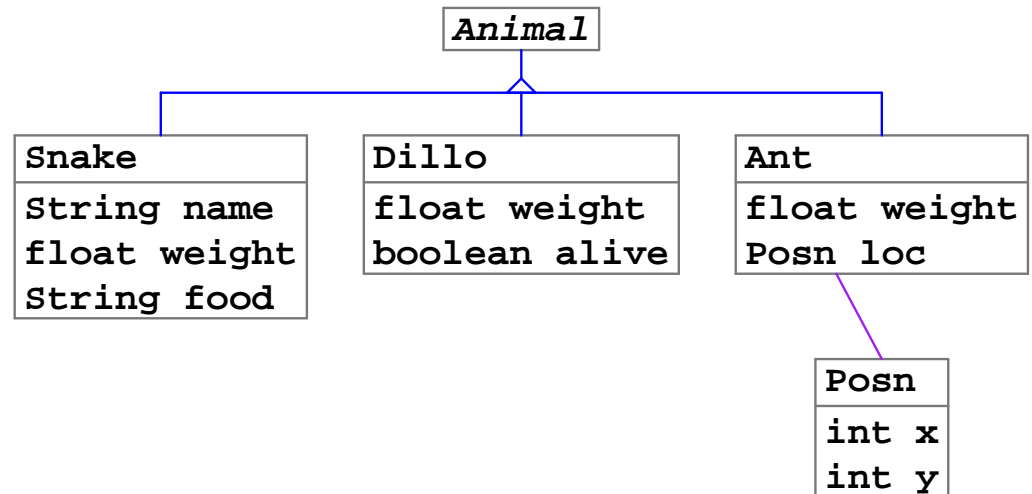 Animal
Snake
String name
float weight
String food
Dillo
float weight
boolean alive
Ant
float weight
Posn loc
Posn
int x
int y